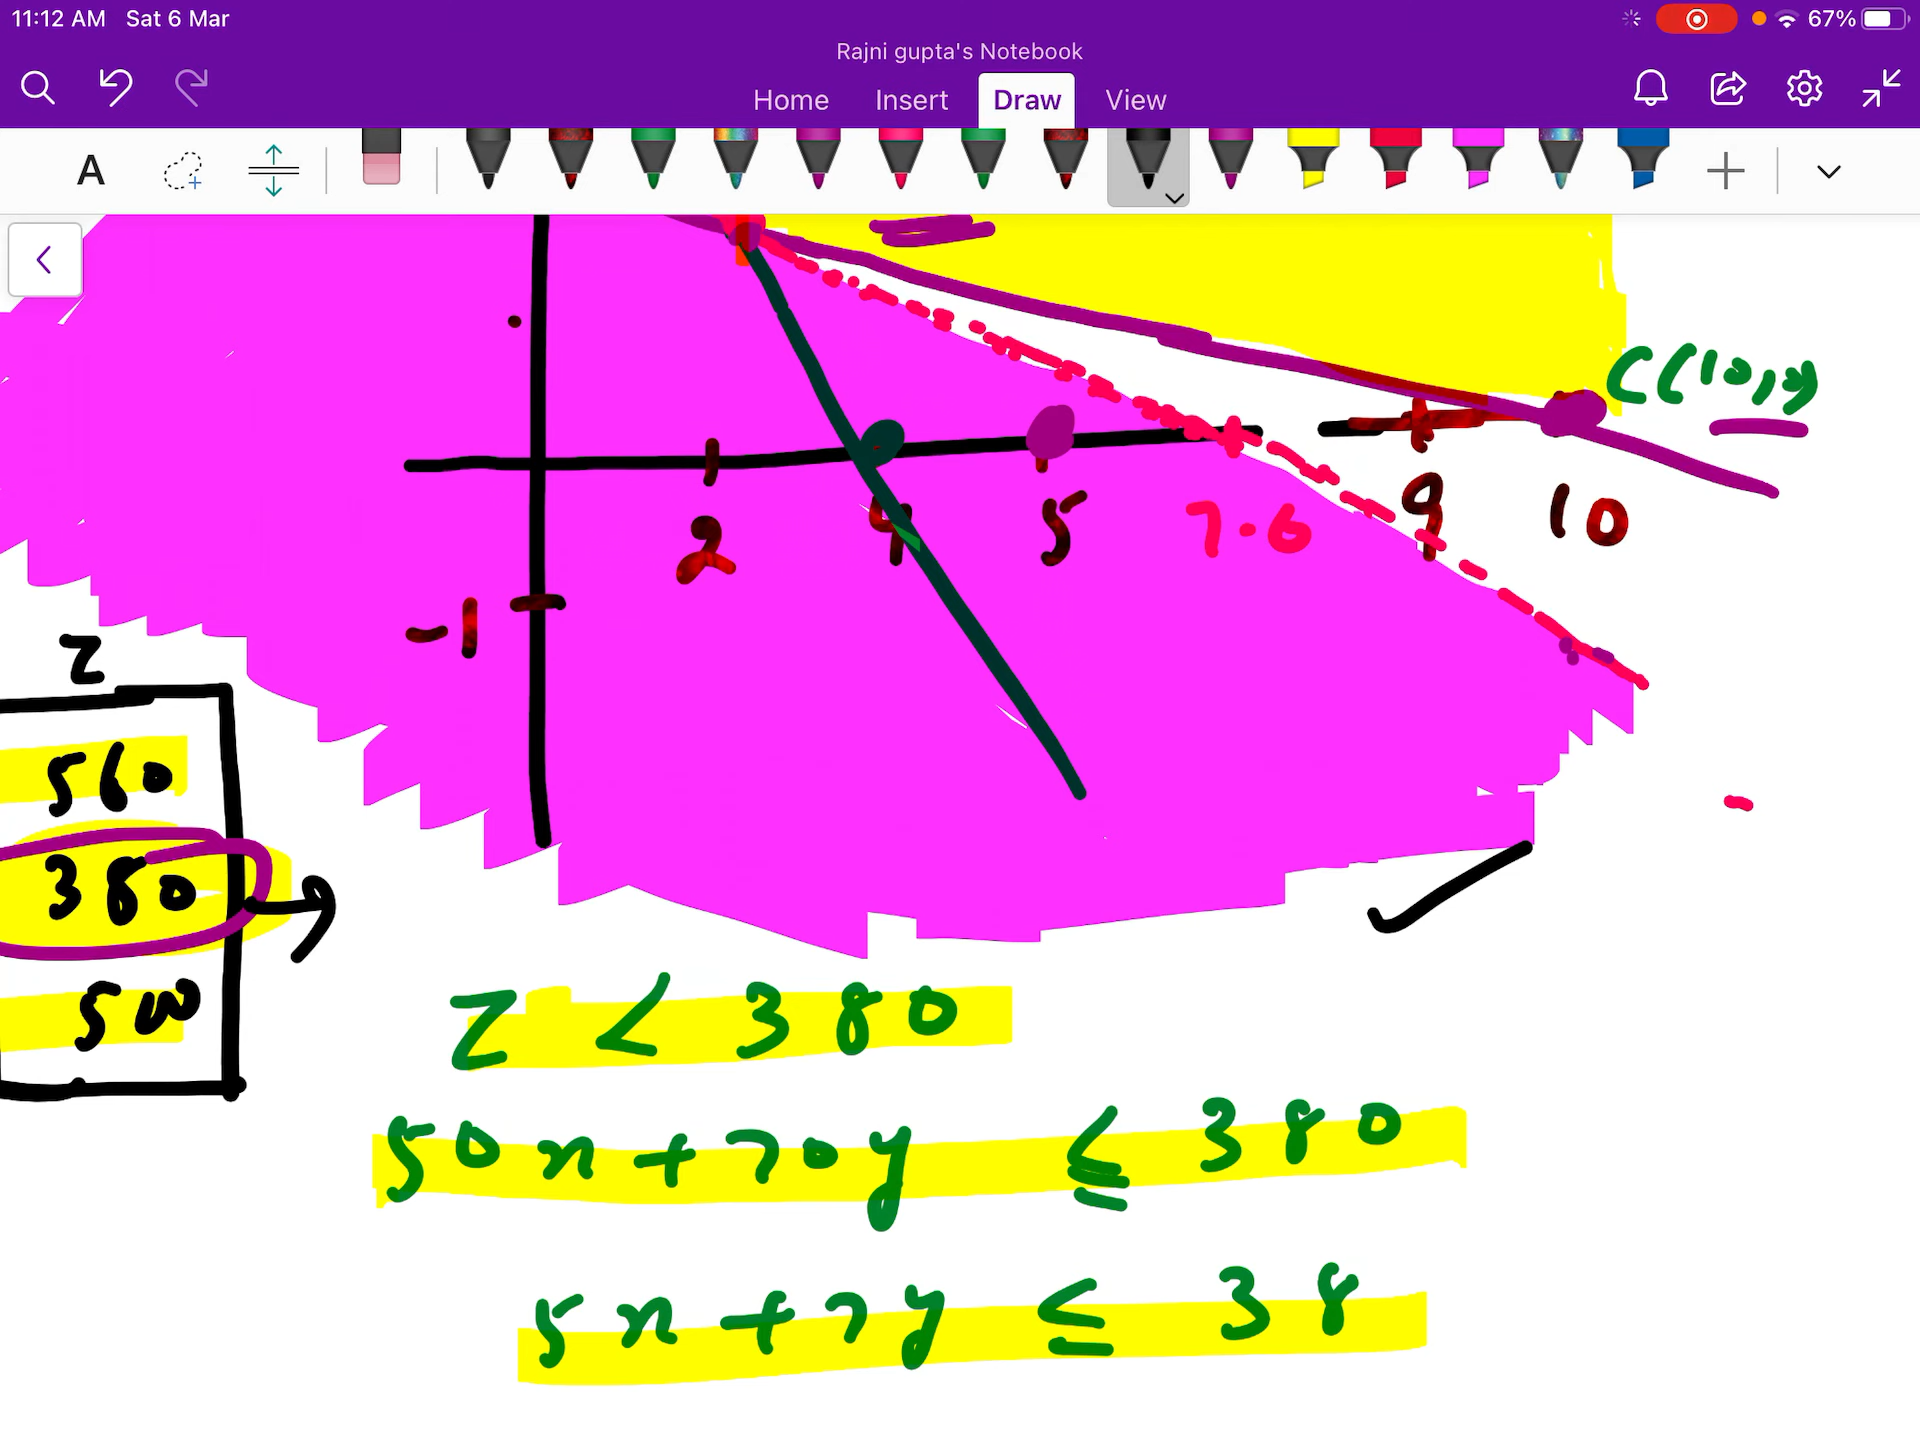 11:12 AM Sat 6 Mar
67%
Rajni gupta's Notebook
Home Insert Draw View
A
C(10,0)
2 4 5 7.6 9 10
-1
Z
560
380
500
Z < 380
50x + 70y ≤ 380
5x + 7y ≤ 38